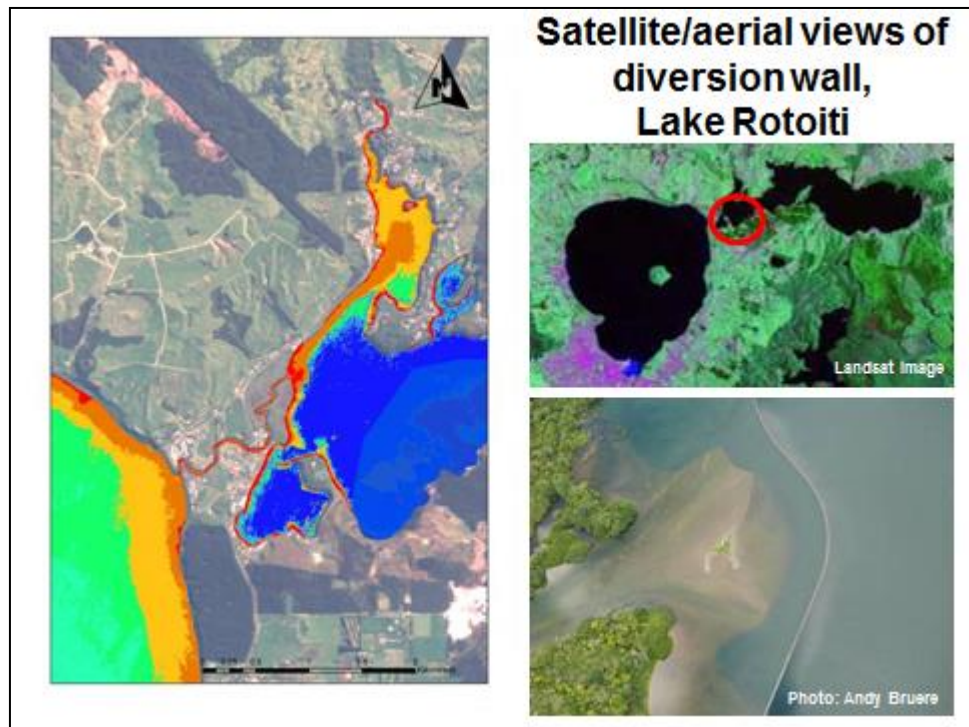 N
Satellite/aerial views of
diversion wall,
Lake Rotoiti
Landsat Image
Photo: Andy Bruere